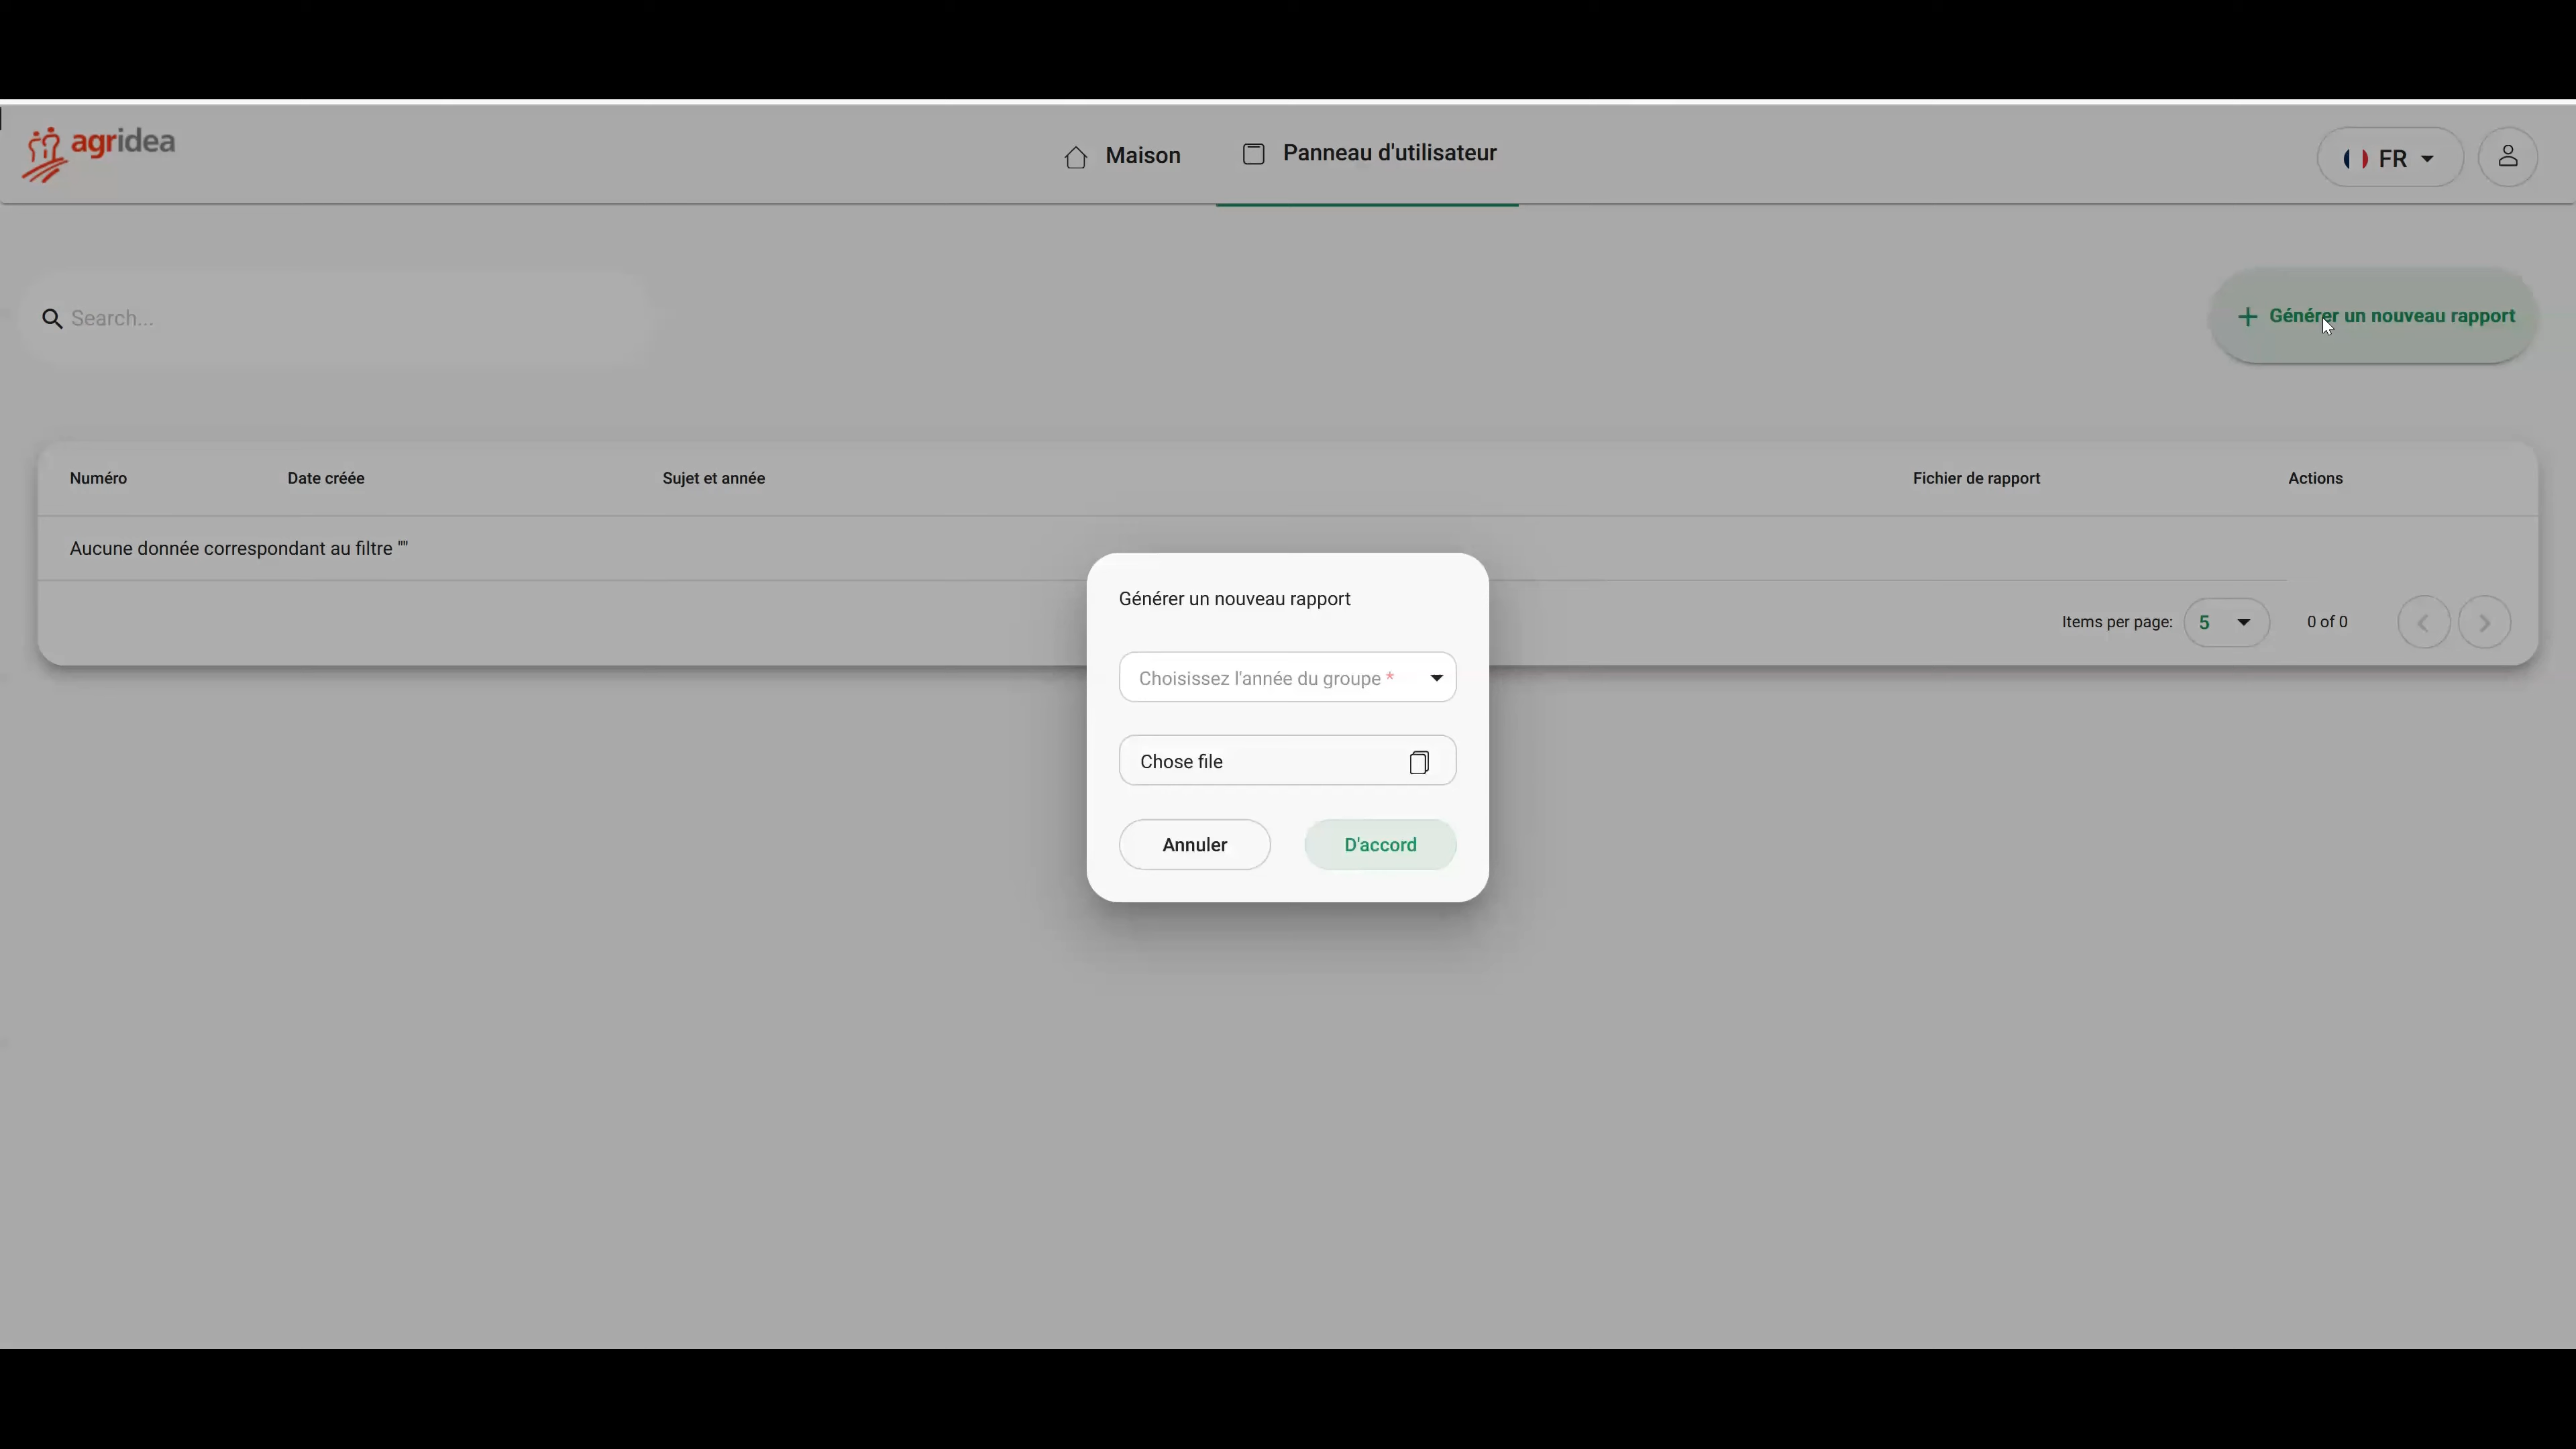 agridea
Maison
Panneau d'utilisateur
FR
Search...
Générer un nouveau rapport
Numéro
Date créée
Sujet et année
Fichier de rapport
Actions
Aucune donnée correspondant au filtre ""
Items per page:
5
0 of 0
Générer un nouveau rapport
Choisissez l'année du groupe *
Chose file
Annuler
D'accord